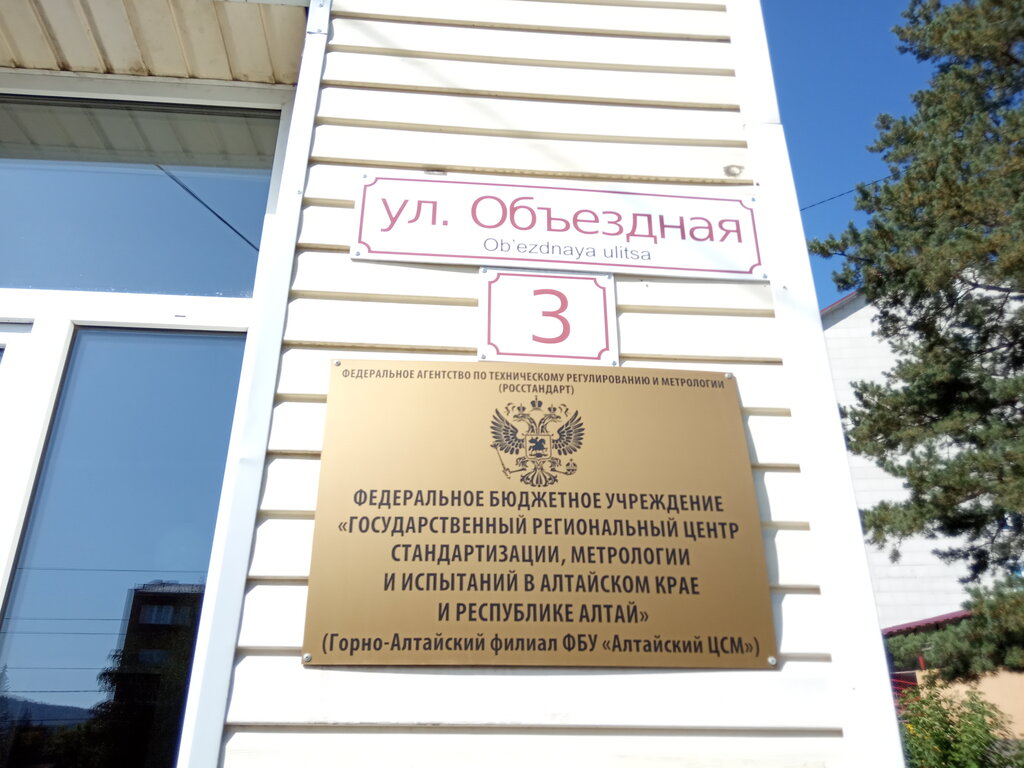 ул. Объездная
Ob'ezdnaya ulitsa
3
ФЕДЕРАЛЬНОЕ АГЕНТСТВО ПО ТЕХНИЧЕСКОМУ РЕГУЛИРОВАНИЮ И МЕТРОЛОГИИ
(РОССТАНДАРТ)
ФЕДЕРАЛЬНОЕ БЮДЖЕТНОЕ УЧРЕЖДЕНИЕ
«ГОСУДАРСТВЕННЫЙ РЕГИОНАЛЬНЫЙ ЦЕНТР
СТАНДАРТИЗАЦИИ, МЕТРОЛОГИИ
И ИСПЫТАНИЙ В АЛТАЙСКОМ КРАЕ
И РЕСПУБЛИКЕ АЛТАЙ»
(Горно-Алтайский филиал ФБУ «Алтайский ЦСМ»)